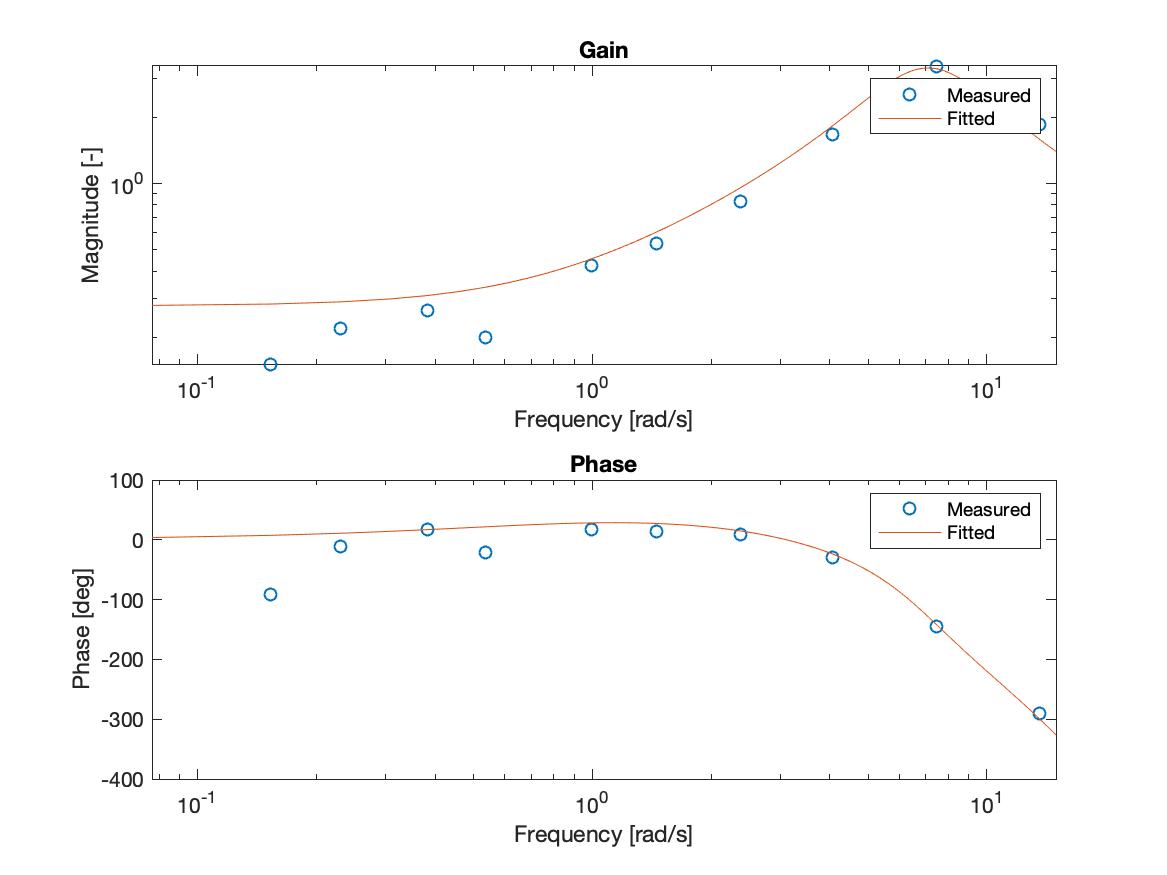 Gain
Measured
Fitted
Magnitude [-]
10^0
10^-1 10^0 10^1
Frequency [rad/s]
Phase
Measured
Fitted
Phase [deg]
100
0
-100
-200
-300
-400
10^-1 10^0 10^1
Frequency [rad/s]